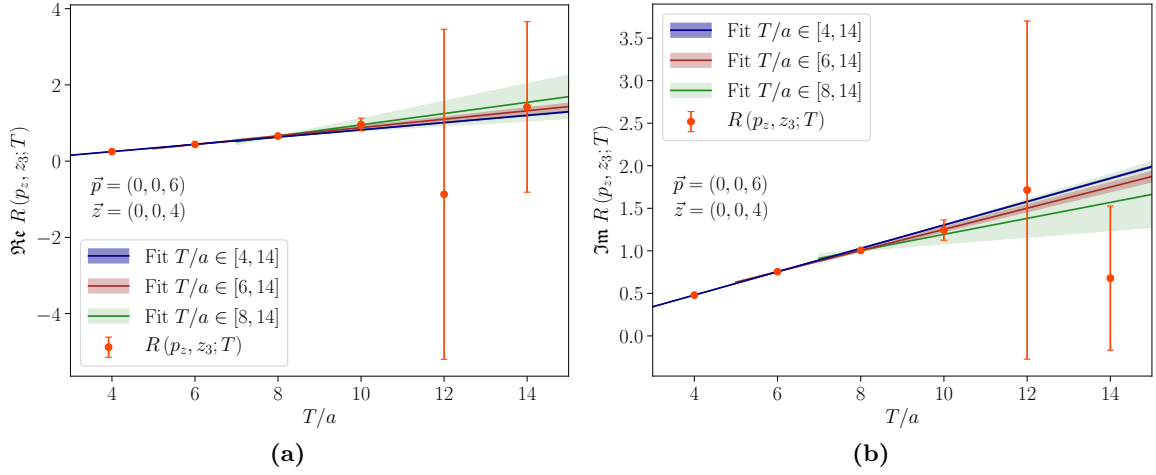 4
2
0
−2
−4
ℜ𝔢 R (p_z, z_3; T)
p⃗ = (0, 0, 6)
z⃗ = (0, 0, 4)
Fit T/a ∈ [4, 14]
Fit T/a ∈ [6, 14]
Fit T/a ∈ [8, 14]
R (p_z, z_3; T)
4 6 8 10 12 14
T/a
(a)
3.5
3.0
2.5
2.0
1.5
1.0
0.5
0.0
ℑ𝔪 R (p_z, z_3; T)
Fit T/a ∈ [4, 14]
Fit T/a ∈ [6, 14]
Fit T/a ∈ [8, 14]
R (p_z, z_3; T)
p⃗ = (0, 0, 6)
z⃗ = (0, 0, 4)
4 6 8 10 12 14
T/a
(b)